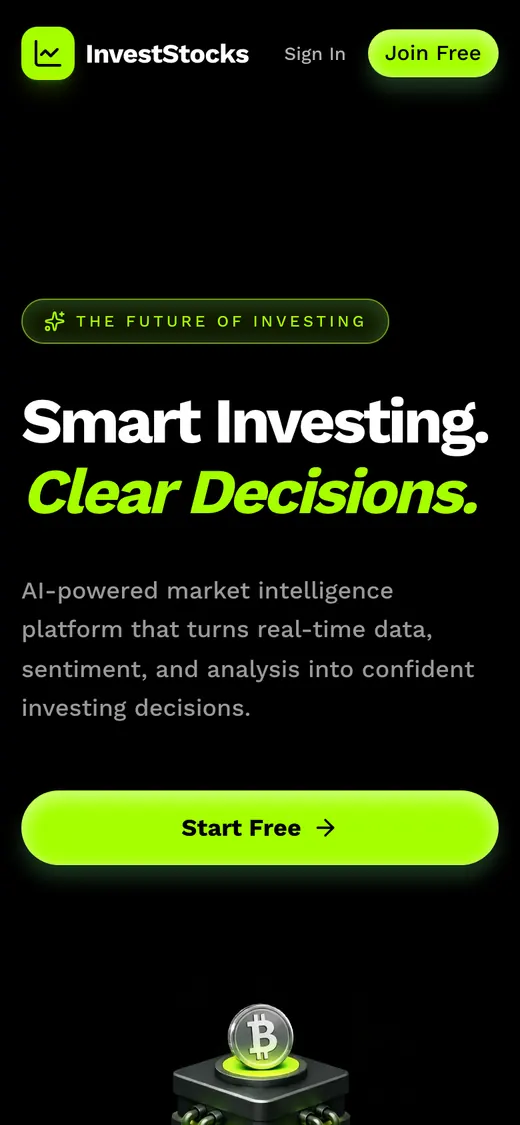 InvestStocks
Sign In
Join Free
THE FUTURE OF INVESTING
Smart Investing.
Clear Decisions.
AI-powered market intelligence
platform that turns real-time data,
sentiment, and analysis into confident
investing decisions.
Start Free →
₿